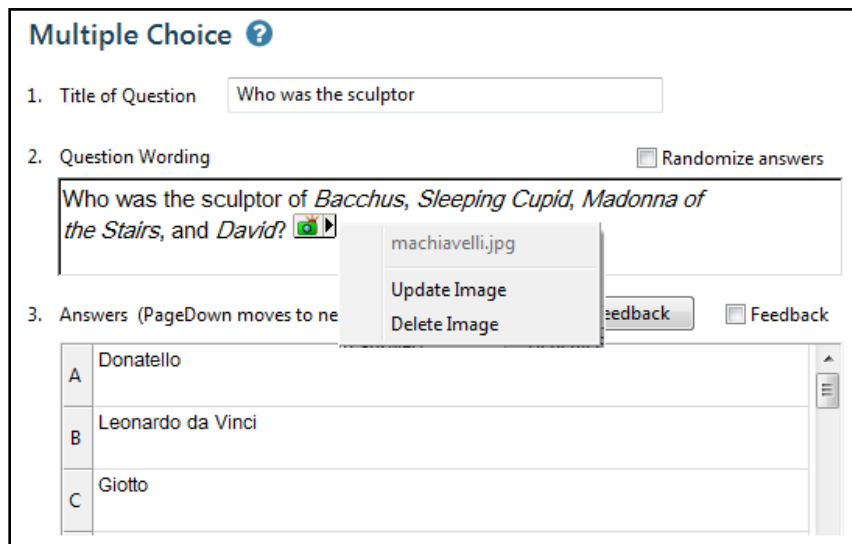 Multiple Choice ?
1. Title of Question Who was the sculptor
2. Question Wording Randomize answers
Who was the sculptor of Bacchus, Sleeping Cupid, Madonna of
the Stairs, and David?
machiavelli.jpg
Update Image
Delete Image
3. Answers (PageDown moves to ne eedback Feedback
A Donatello
B Leonardo da Vinci
C Giotto